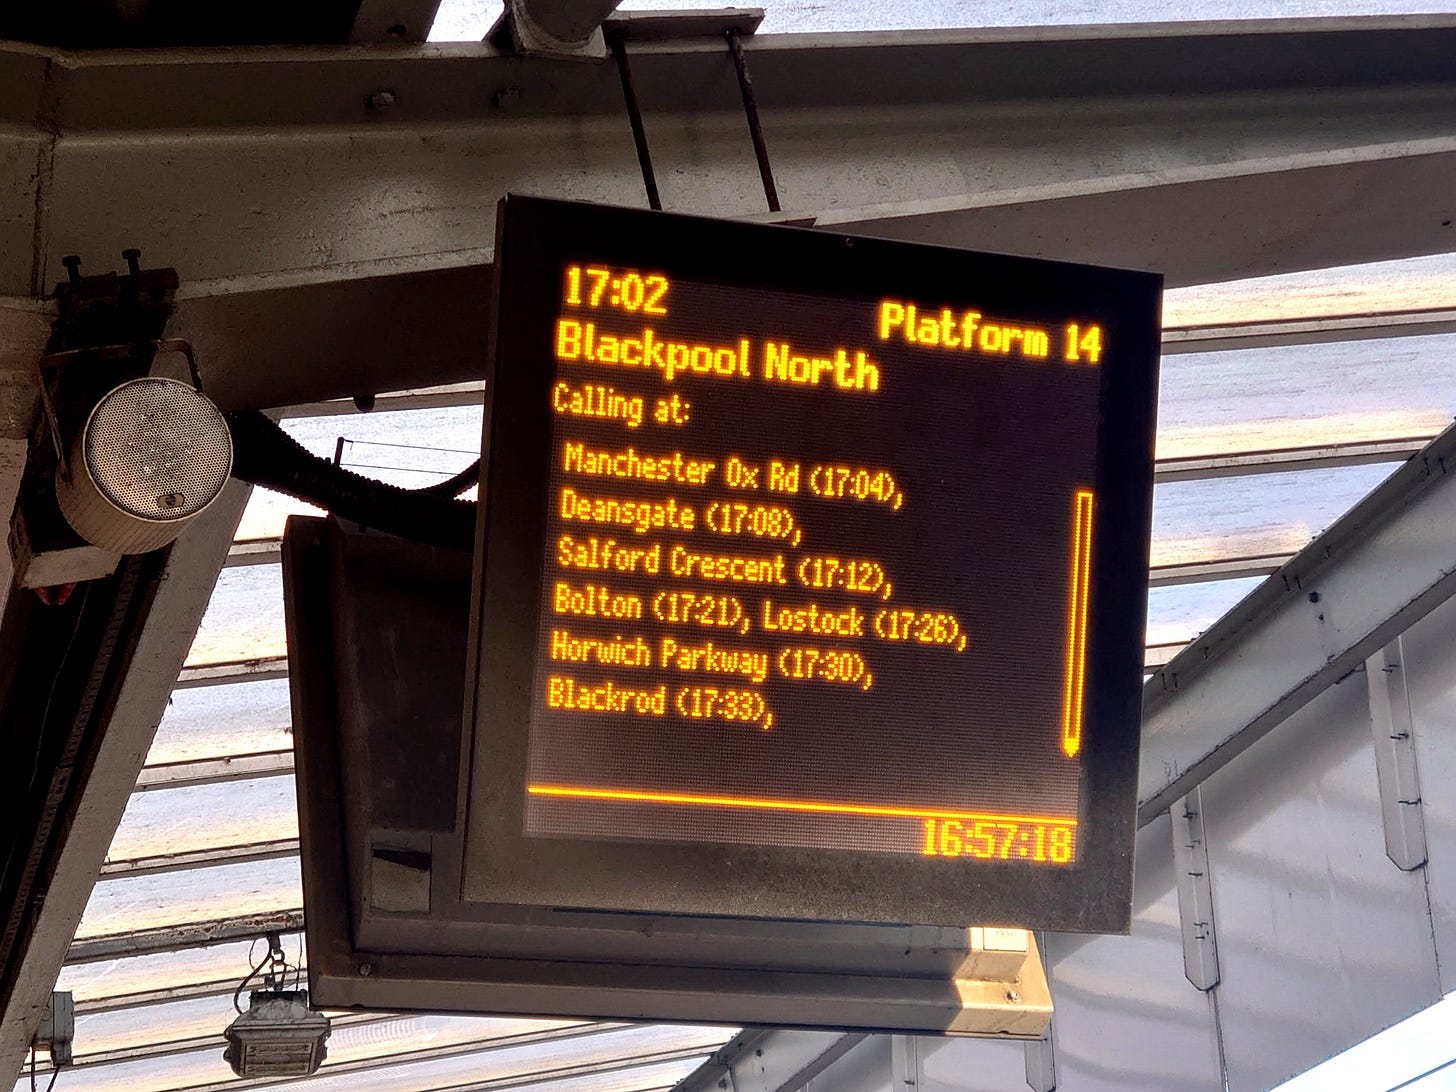 17:02
Platform 14
Blackpool North
Calling at:
Manchester Ox Rd (17:04),
Deansgate (17:08),
Salford Crescent (17:12),
Bolton (17:21), Lostock (17:26),
Horwich Parkway (17:30),
Blackrod (17:33),
16:57:18